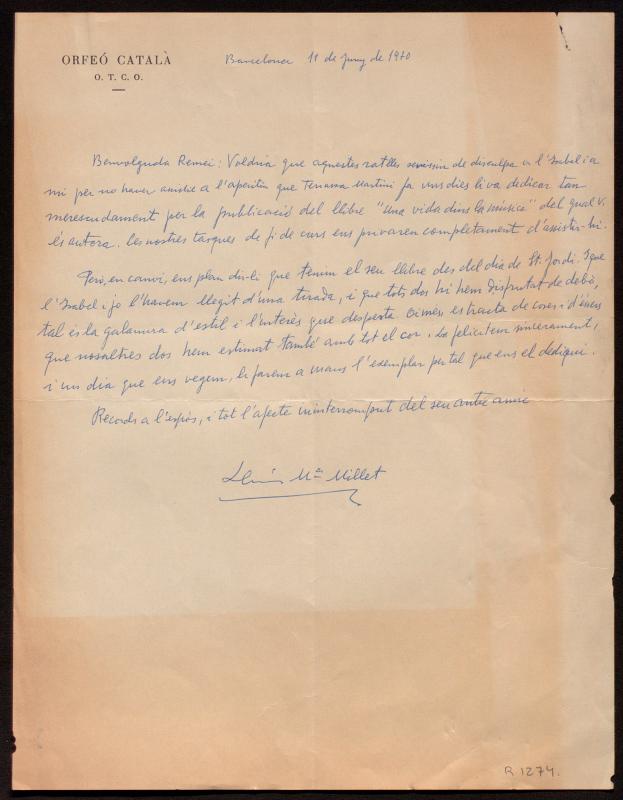 ORFEÓ CATALÀ
O. T. C. O.
Barcelona 11 de Juny de 1970
Benvolguda Remei: Voldria que aquestes ratlles servissin de disculpa a l'Isabel i a
mi per no haver assistit a l'aperitiu que Terrassa Martini fa uns dies li va dedicar tan
merescudament per la publicació del llibre "Una vida dins la música" del qual V.
és autora. Les nostres tasques de fi de curs ens privaren completament d'assistir-hi.
Però, en canvi, ens plau dir-li que tenim el seu llibre des del dia de St. Jordi. I que
l'Isabel i jo l'havem llegit d'una tirada, i que tots dos hi hem disfrutat de debò,
tal és la galanura d'estil i l'interès que desperta. A més, es tracta de coses i d'éssers
que nosaltres dos hem estimat també amb tot el cor. La felicitem sincerament,
i un dia que ens vegem, li farem a mans l'exemplar per tal que ens el dediqui.
Records a l'espòs, i tot l'afecte ininterromput del seu antic amic
Lluís Mª Millet
R 1274.